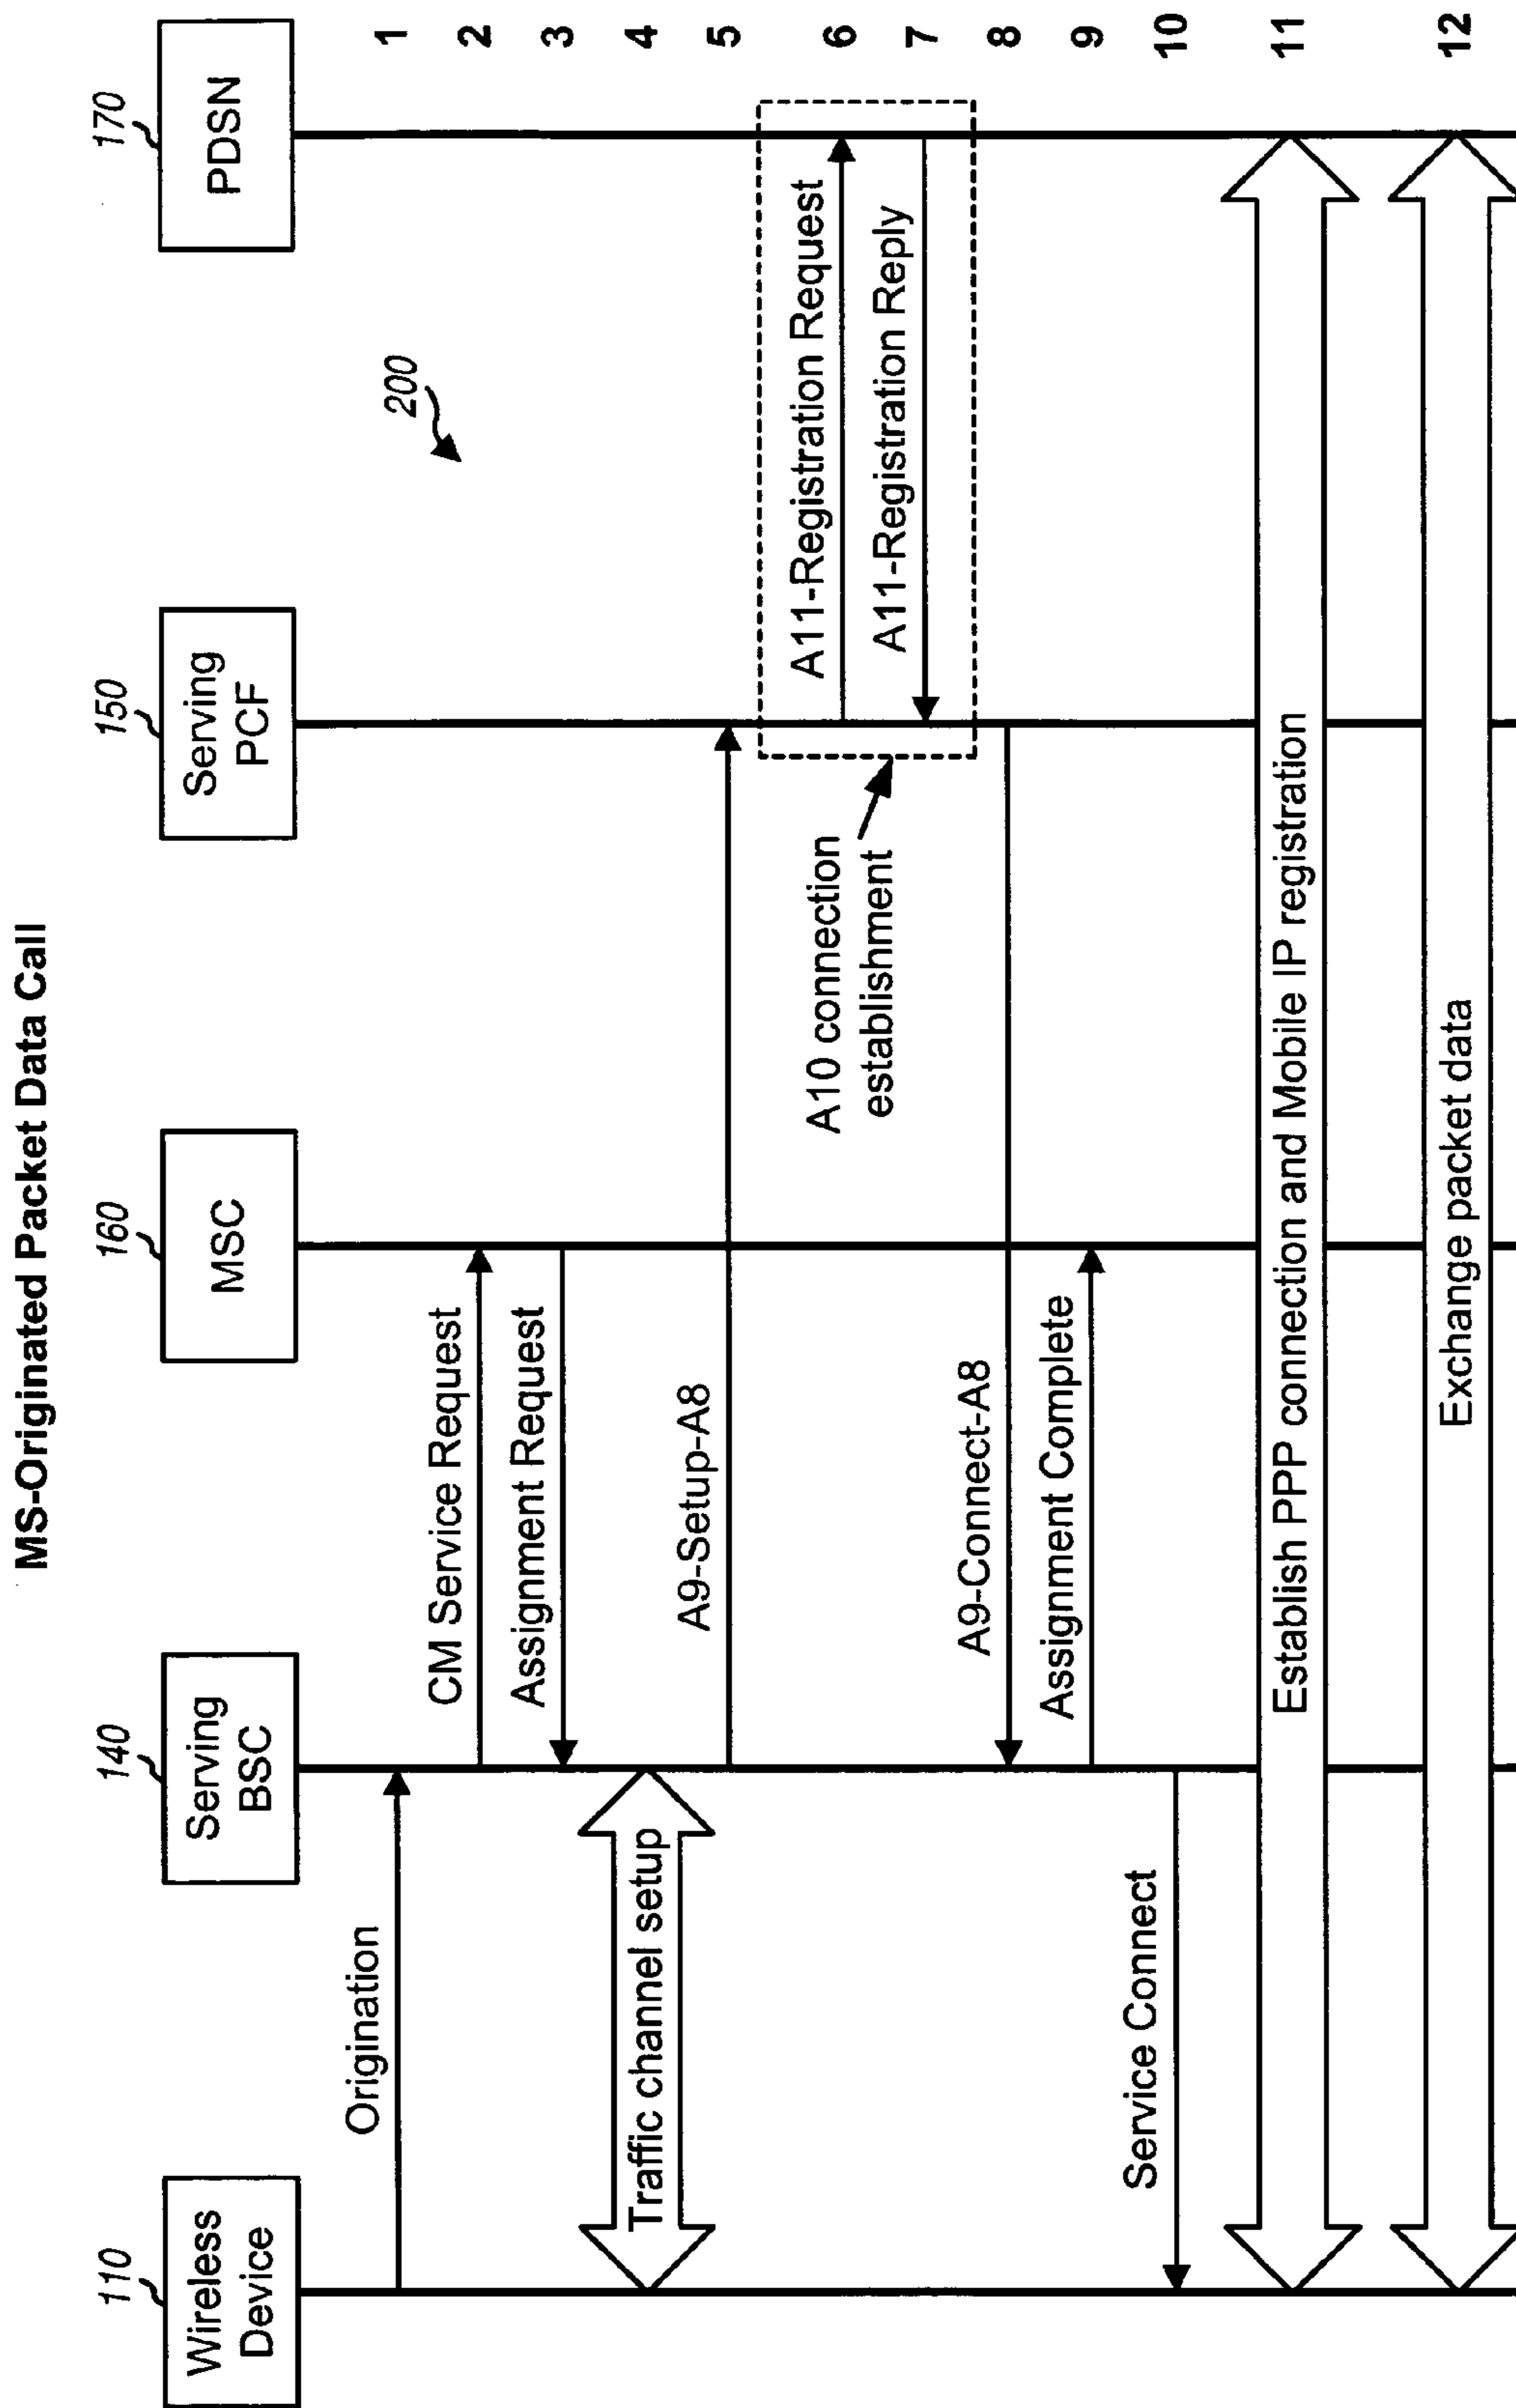 MS-Originated Packet Data Call
110
140
160
150
170
Wireless
Device
Serving
BSC
MSC
Serving
PCF
PDSN
200
Origination
1
CM Service Request
2
Assignment Request
3
Traffic channel setup
4
A9-Setup-A8
5
A10 connection
establishment
A11-Registration Request
6
A11-Registration Reply
7
A9-Connect-A8
8
Assignment Complete
9
Service Connect
10
Establish PPP connection and Mobile IP registration
11
Exchange packet data
12